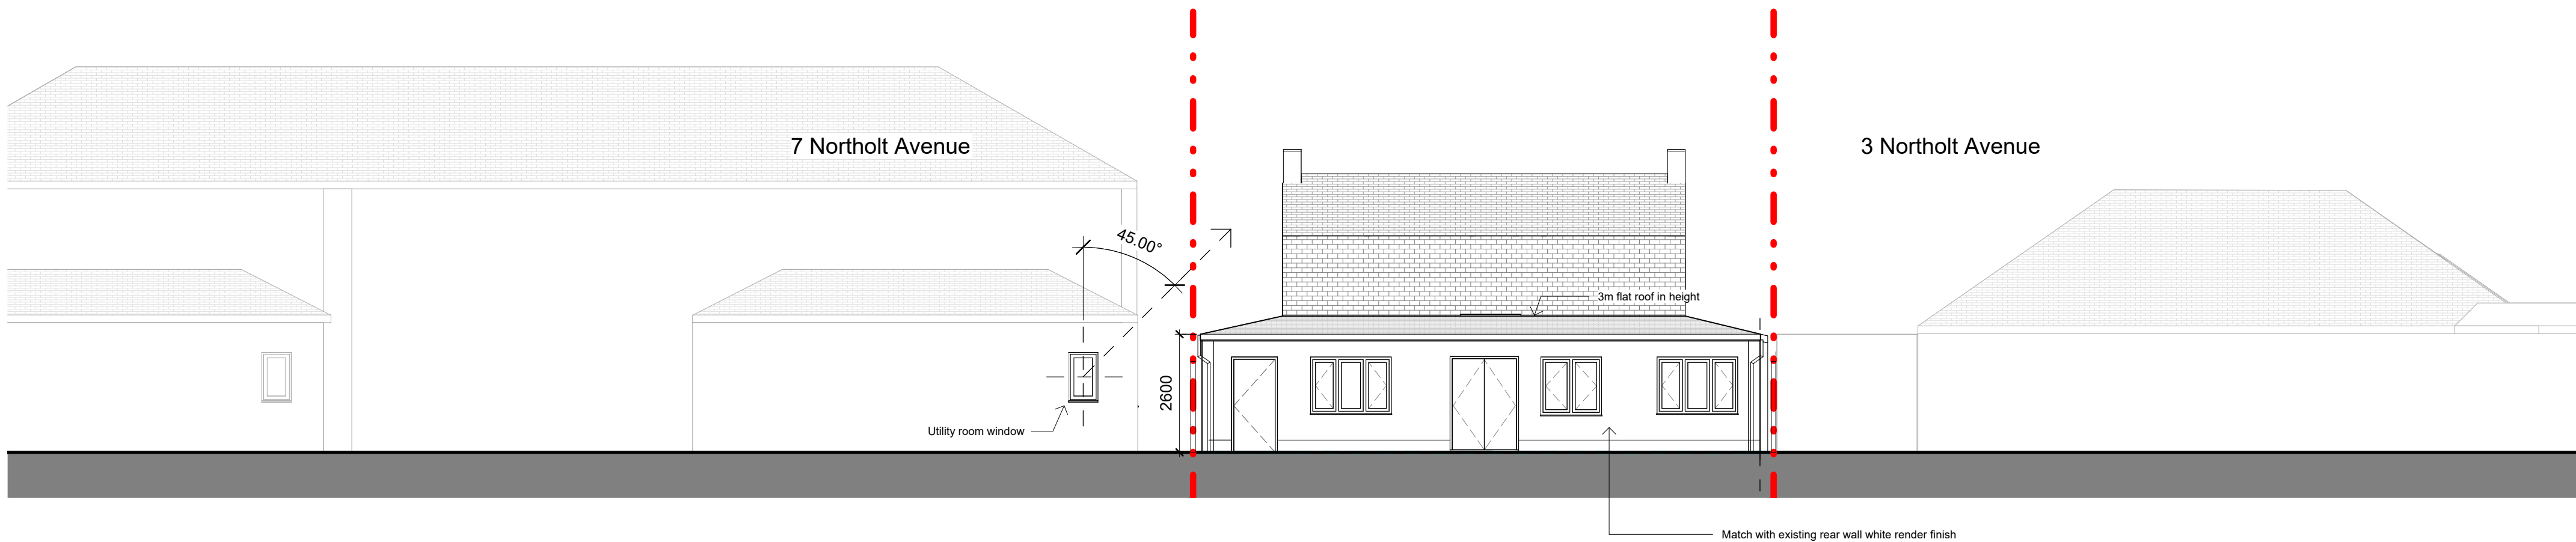 7 Northolt Avenue
3 Northolt Avenue
45.00°
3m flat roof in height
2600
Utility room window
Match with existing rear wall white render finish